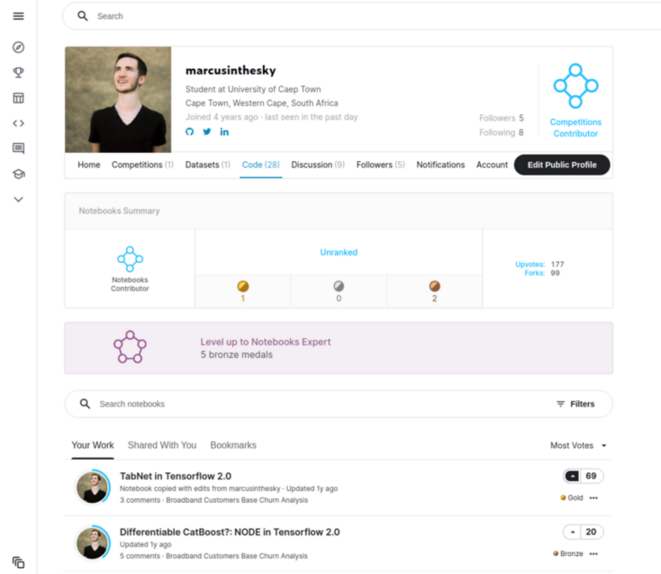 Search
marcusinthesky
Student at University of Caep Town
Cape Town, Western Cape, South Africa
Joined 4 years ago · last seen in the past day
Followers 5
Following 8
Competitions
Contributor
Home Competitions (1) Datasets (1) Code (28) Discussion (9) Followers (5) Notifications Account Edit Public Profile
Notebooks Summary
Notebooks
Contributor
Unranked
1 0 2
Upvotes: 177
Forks: 99
Level up to Notebooks Expert
5 bronze medals
Search notebooks Filters
Your Work Shared With You Bookmarks Most Votes
TabNet in Tensorflow 2.0
Notebook copied with edits from marcusinthesky · Updated 1y ago
3 comments · Broadband Customers Base Churn Analysis
69
Gold
Differentiable CatBoost?: NODE in Tensorflow 2.0
Updated 1y ago
5 comments · Broadband Customers Base Churn Analysis
20
Bronze